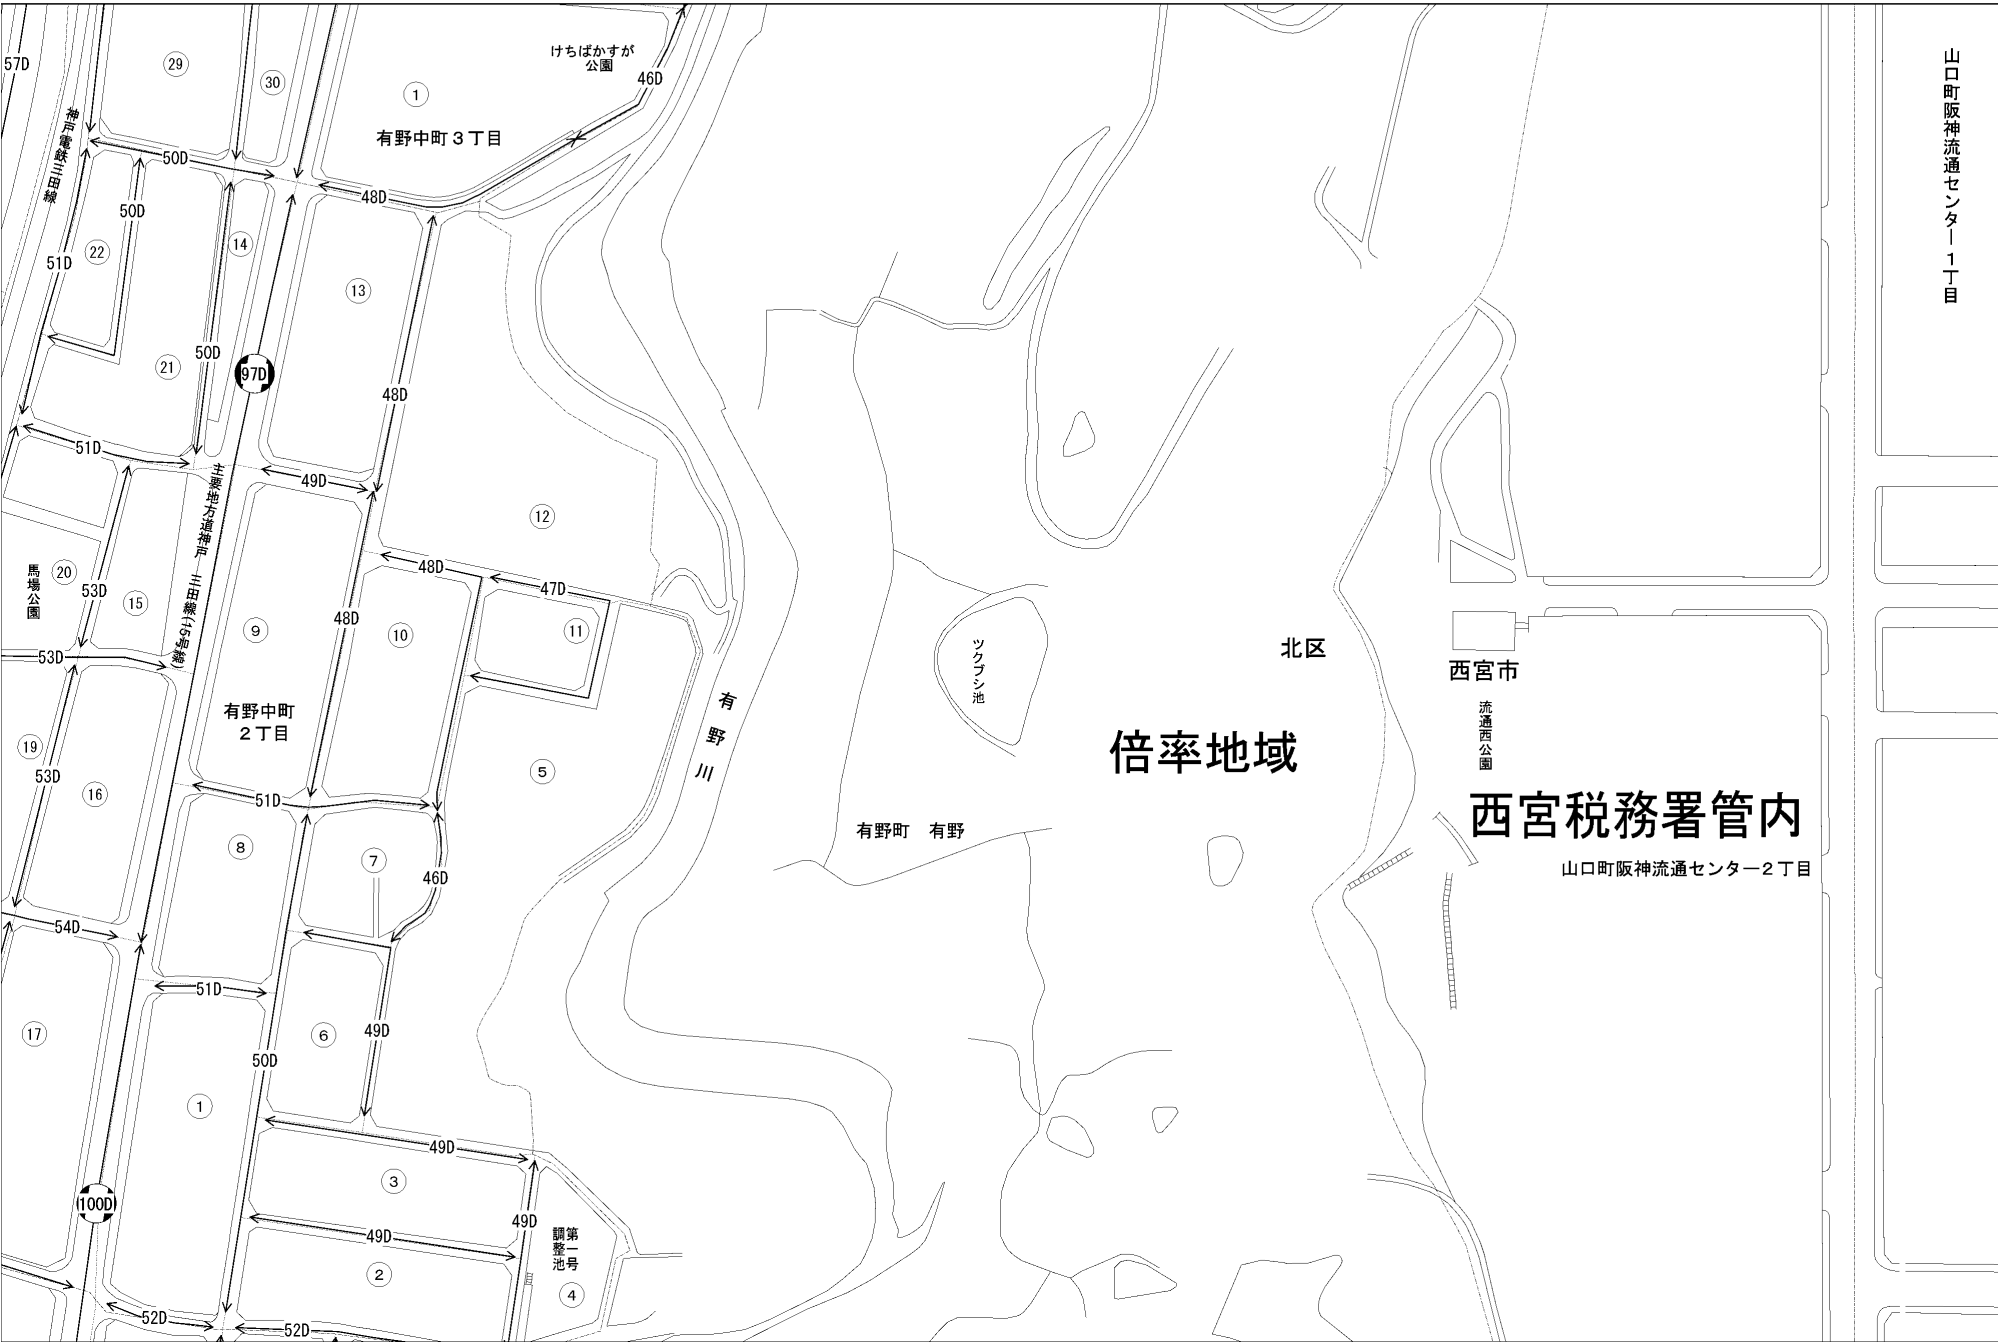 57D
29
30
けちばかすが
公園
46D
1
有野中町3丁目
山口町阪神流通センター1丁目
神戸電鉄三田線
50D
48D
50D
14
22
51D
13
50D
21
97D
48D
51D
49D
主要地方道神戸 三田線(15号線)
12
48D
47D
20
馬場公園
53D
15
9
48D
10
11
53D
北区
ツクブシ池
西宮市
有野川
流通西公園
有野中町
2丁目
19
53D
16
51D
5
倍率地域
西宮税務署管内
8
7
46D
有野町 有野
山口町阪神流通センター2丁目
54D
51D
17
6
49D
50D
1
49D
3
100D
49D
49D
第一号
調整池
2
4
52D
52D